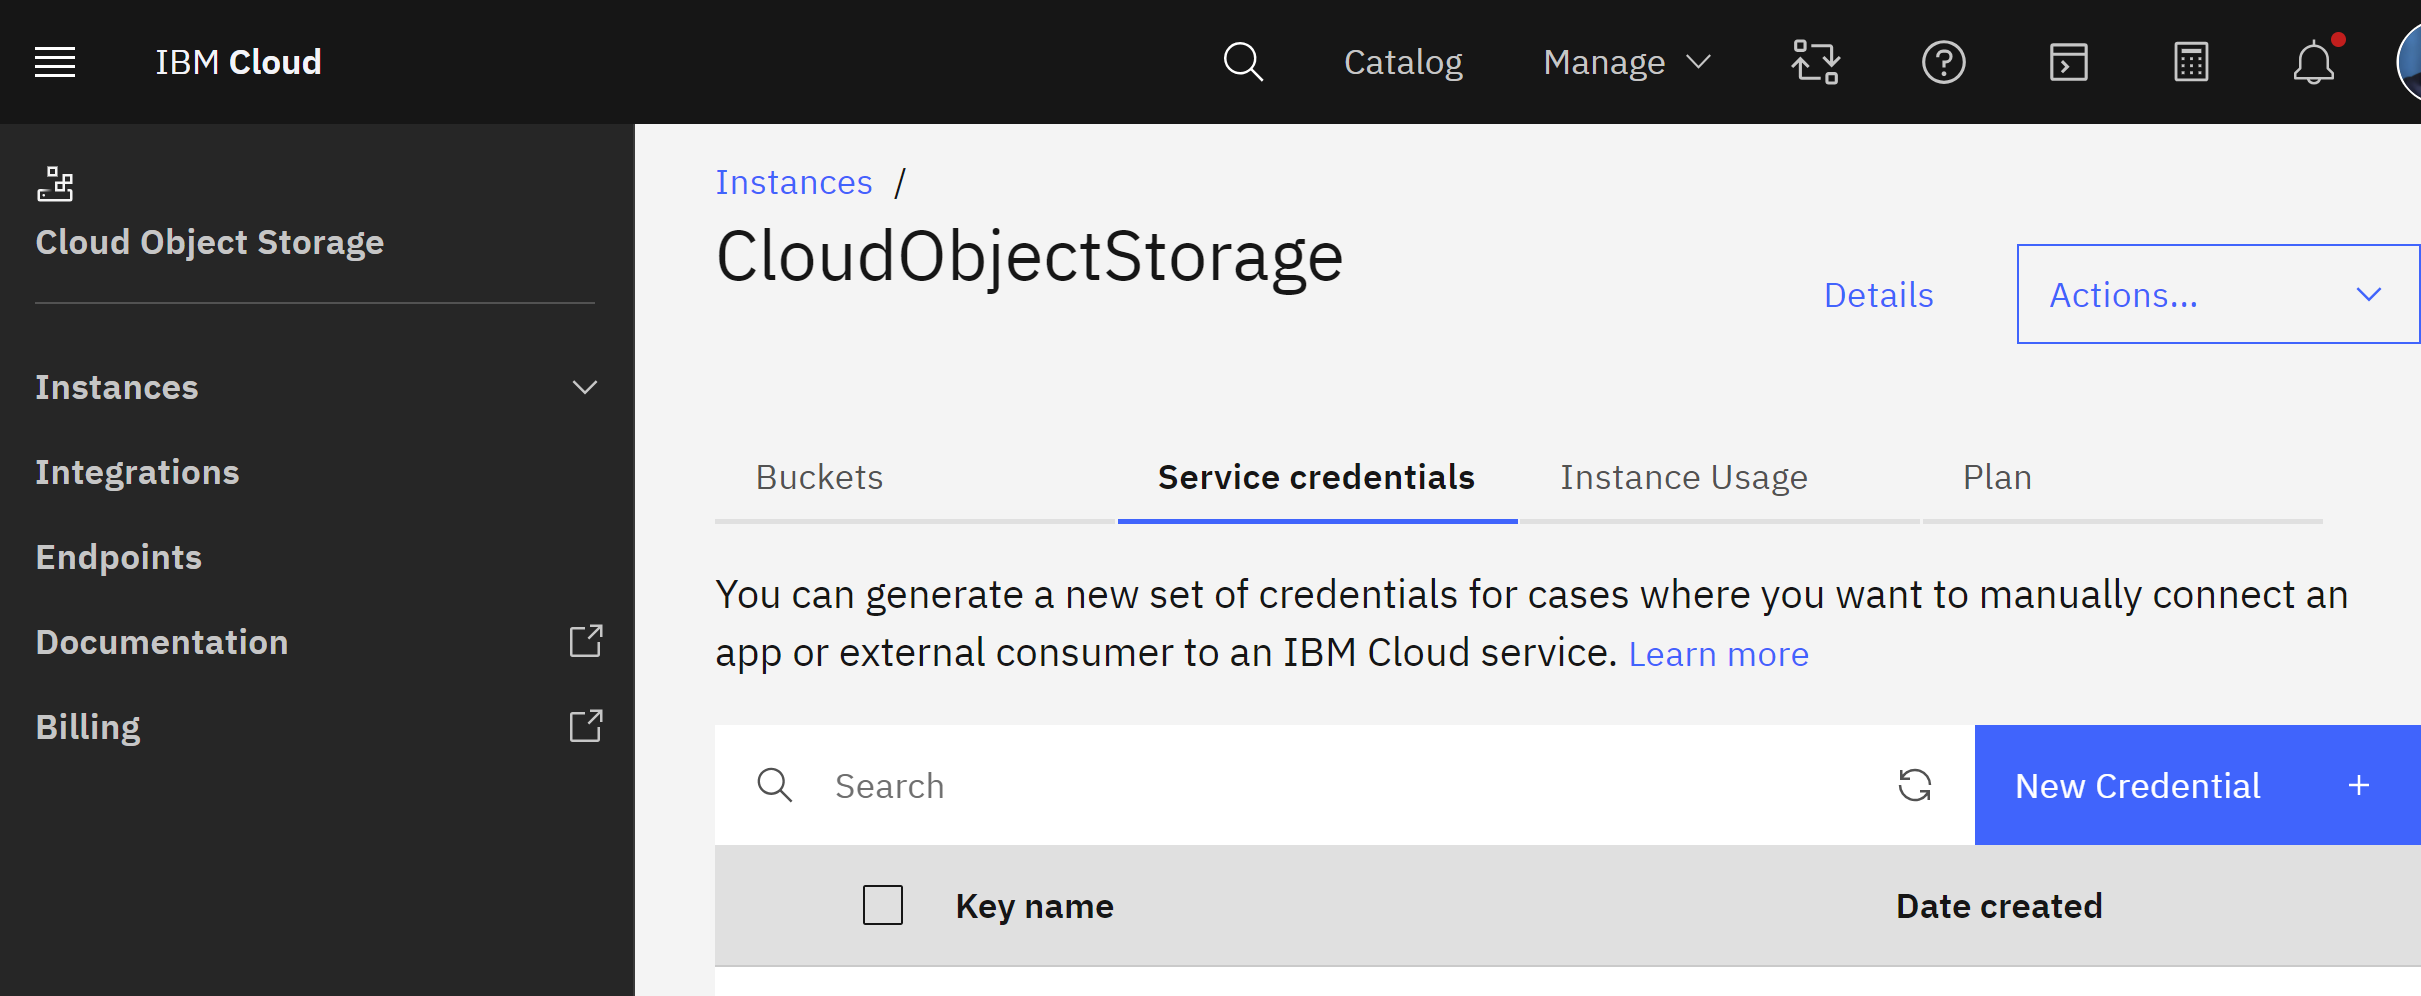 IBM Cloud
Catalog
Manage
Cloud Object Storage
Instances
Integrations
Endpoints
Documentation
Billing
Instances /
CloudObjectStorage
Details
Actions...
Buckets
Service credentials
Instance Usage
Plan
You can generate a new set of credentials for cases where you want to manually connect an
app or external consumer to an IBM Cloud service. Learn more
Search
New Credential +
Key name
Date created